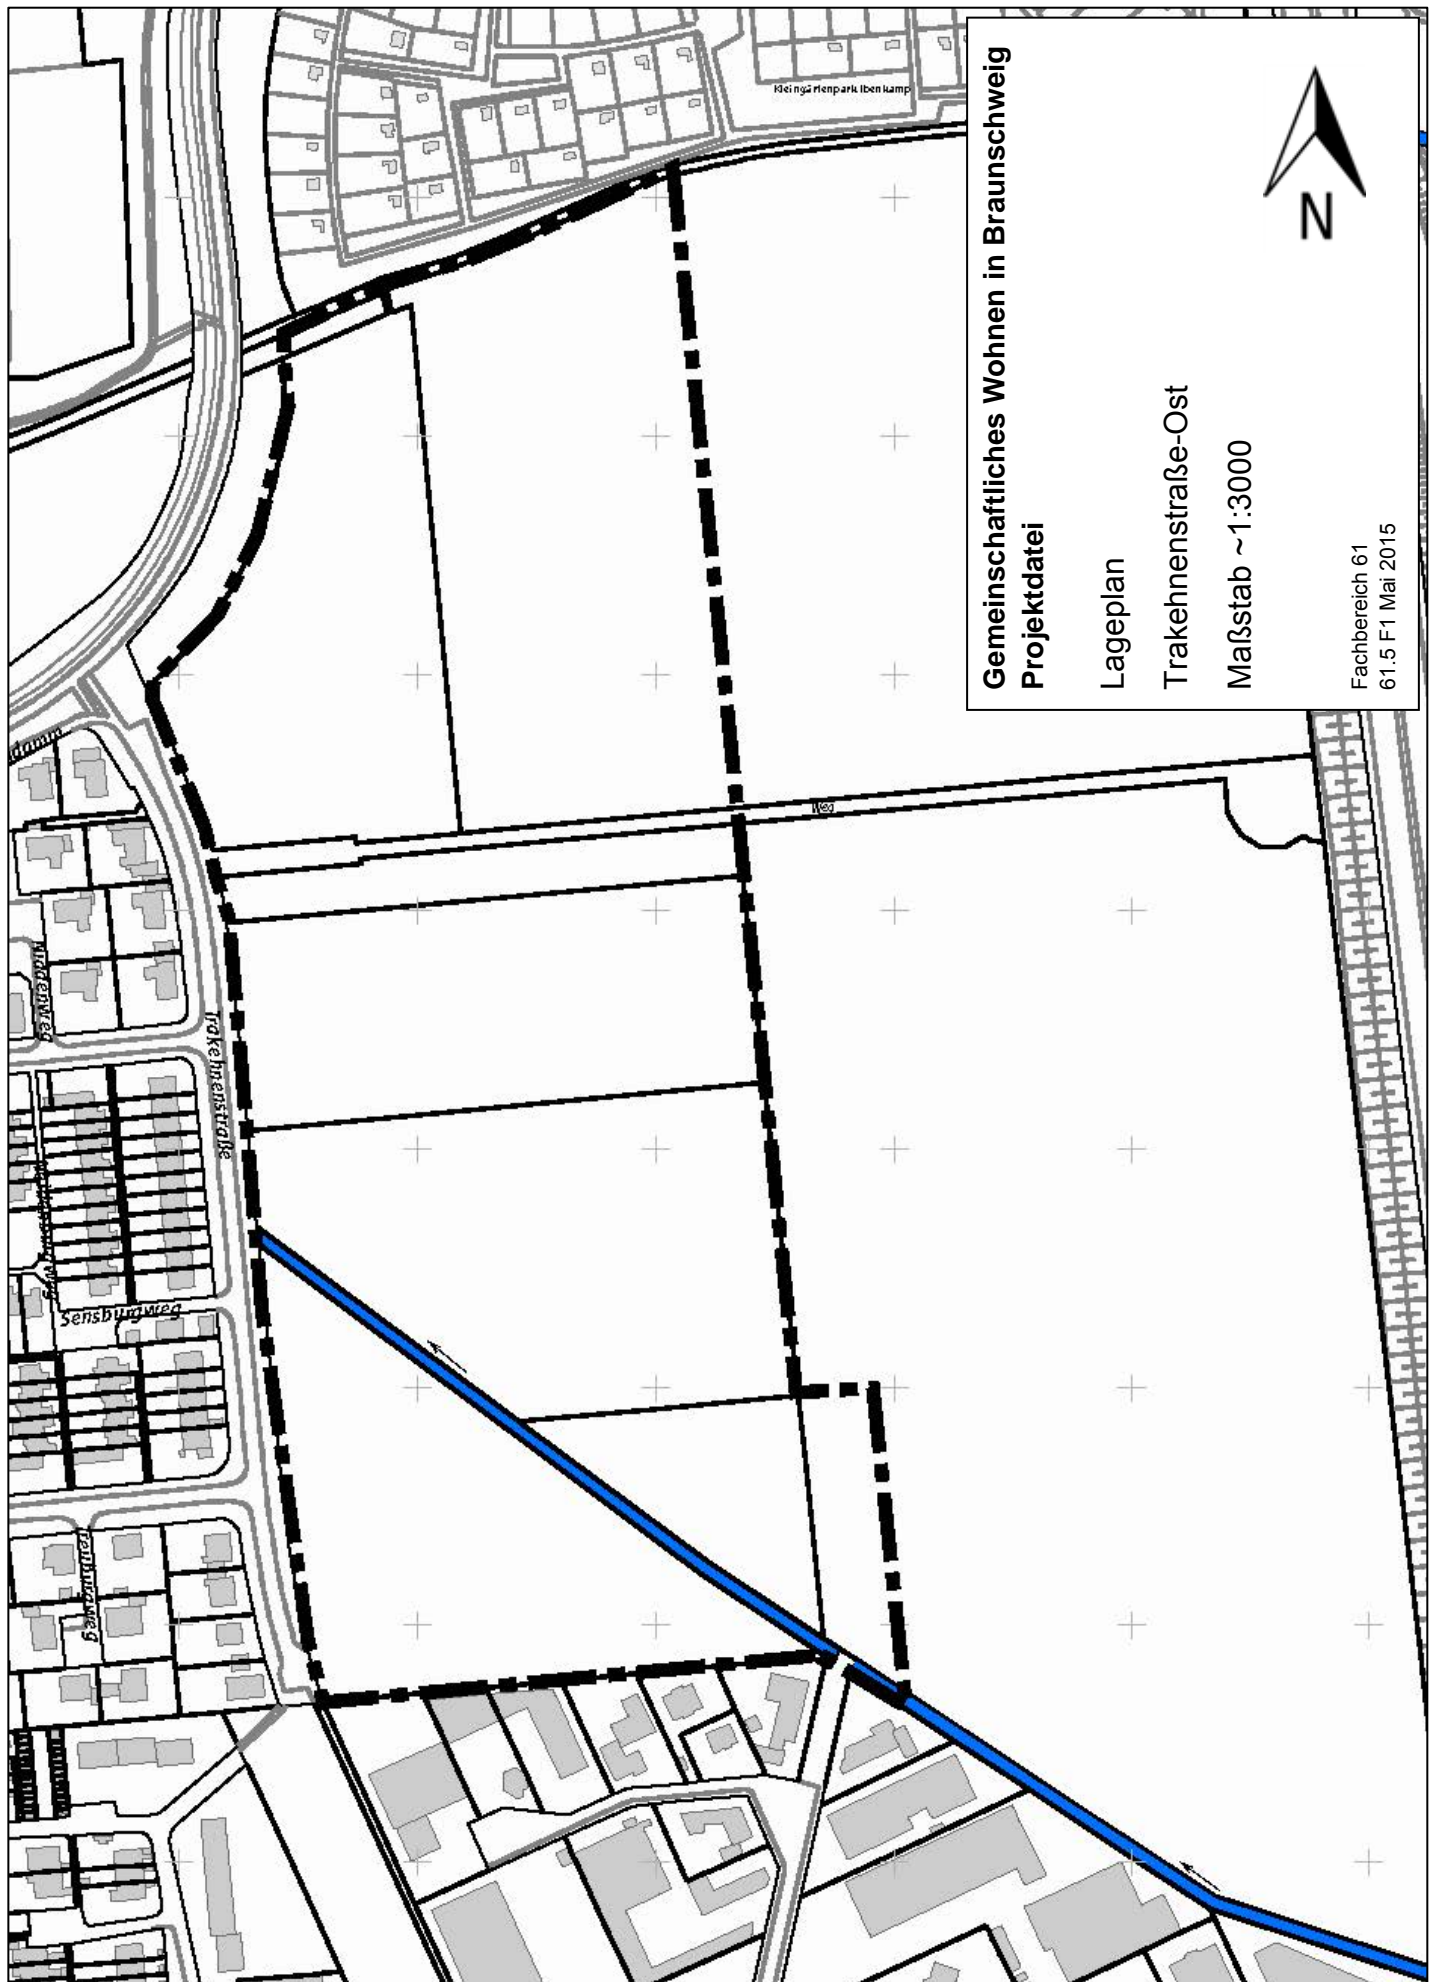 Gemeinschaftliches Wohnen in Braunschweig
Projektdatei
Lageplan
Trakehnenstraße-Ost
Maßstab ~1:3000
Fachbereich 61
61.5 F1 Mai 2015
N
Kleingärtenpark Ibenkamp
Weg
damm
Trakehnenstraße
Sensburgweg